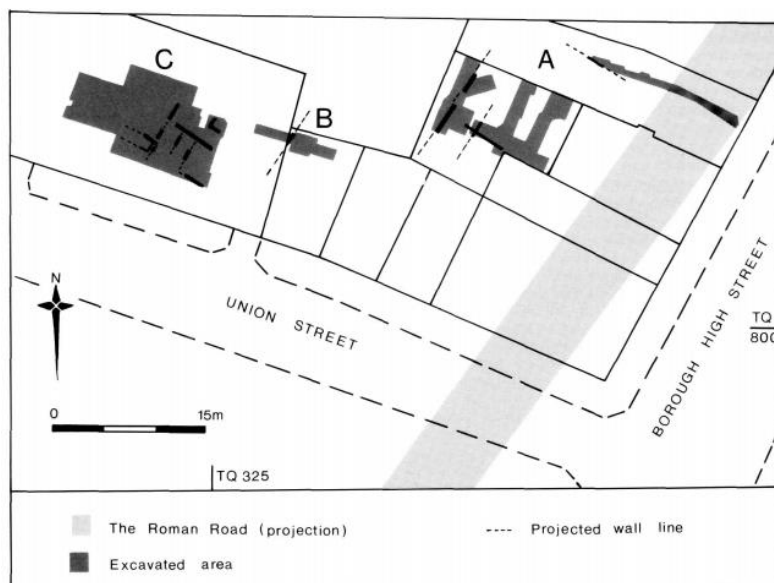 C
A
B
N
UNION STREET
BOROUGH HIGH STREET
TQ
800
0 15m
TQ 325
The Roman Road (projection)
Projected wall line
Excavated area